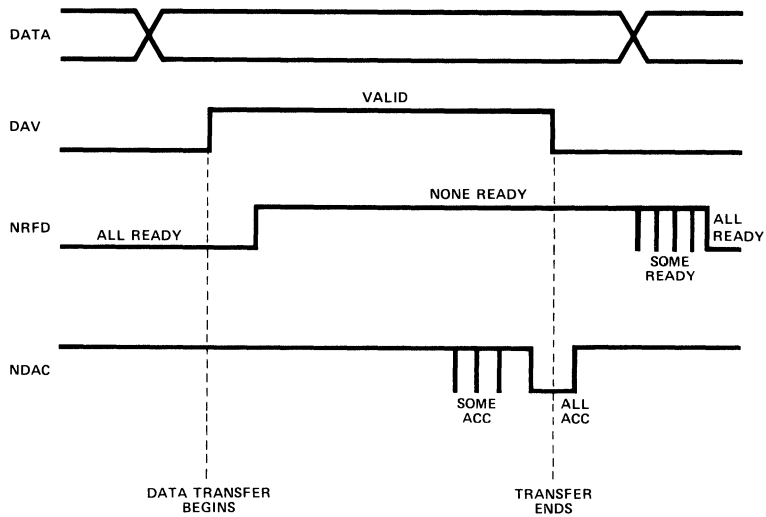 DATA
VALID
DAV
NONE READY
NRFD
ALL READY
ALL
READY
SOME
READY
NDAC
SOME
ACC
ALL
ACC
DATA TRANSFER
BEGINS
TRANSFER
ENDS